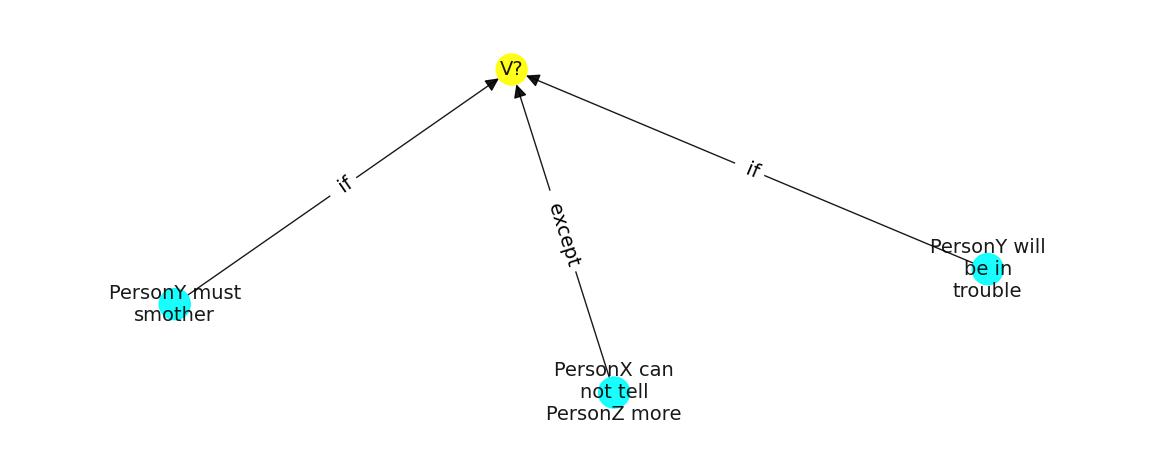 V?
if
if
except
PersonY will
be in
trouble
PersonY must
smother
PersonX can
not tell
PersonZ more